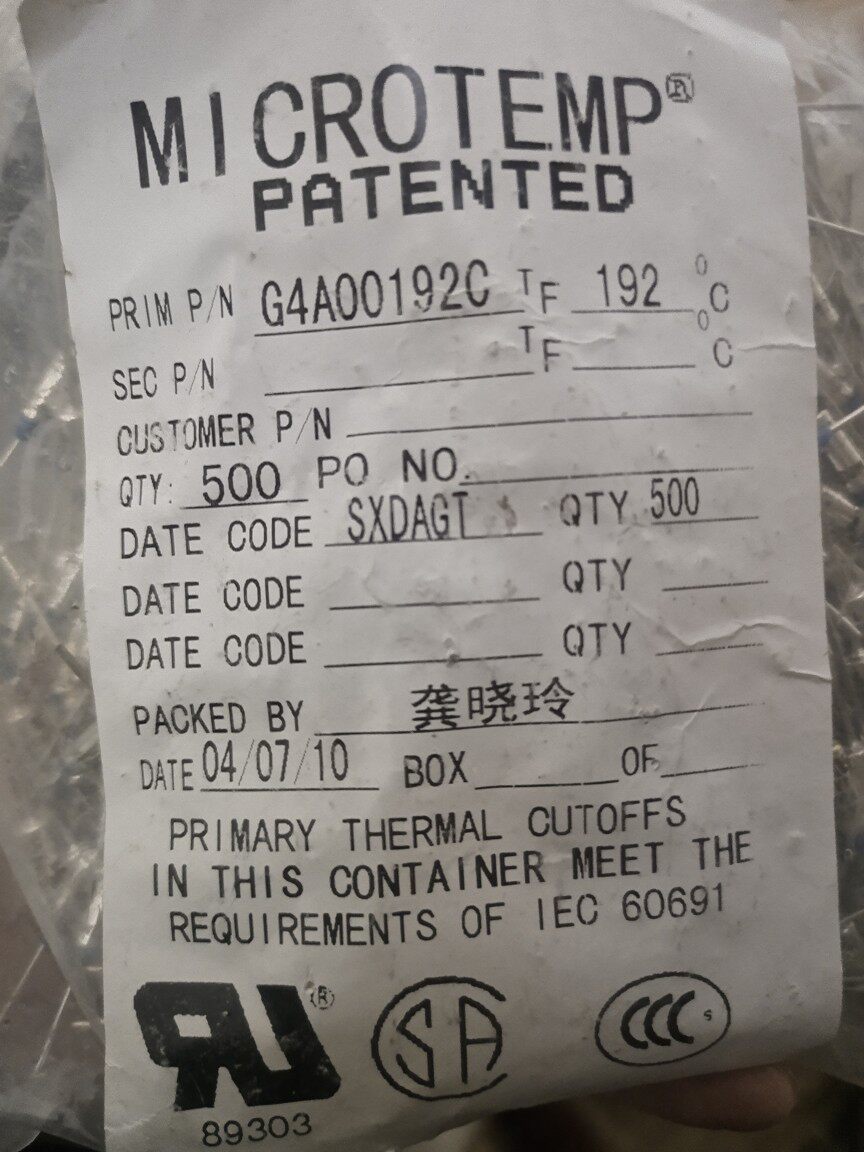 MICROTEMP®
PATENTED
PRIM P/N G4A00192C TF 192 °C
SEC P/N TF °C
CUSTOMER P/N
QTY: 500 PO NO.
DATE CODE SXDAGT QTY 500
DATE CODE QTY
DATE CODE QTY
PACKED BY 龚晓玲
DATE 04/07/10 BOX OF
PRIMARY THERMAL CUTOFFS
IN THIS CONTAINER MEET THE
REQUIREMENTS OF IEC 60691
RU® SA CCC S
89303